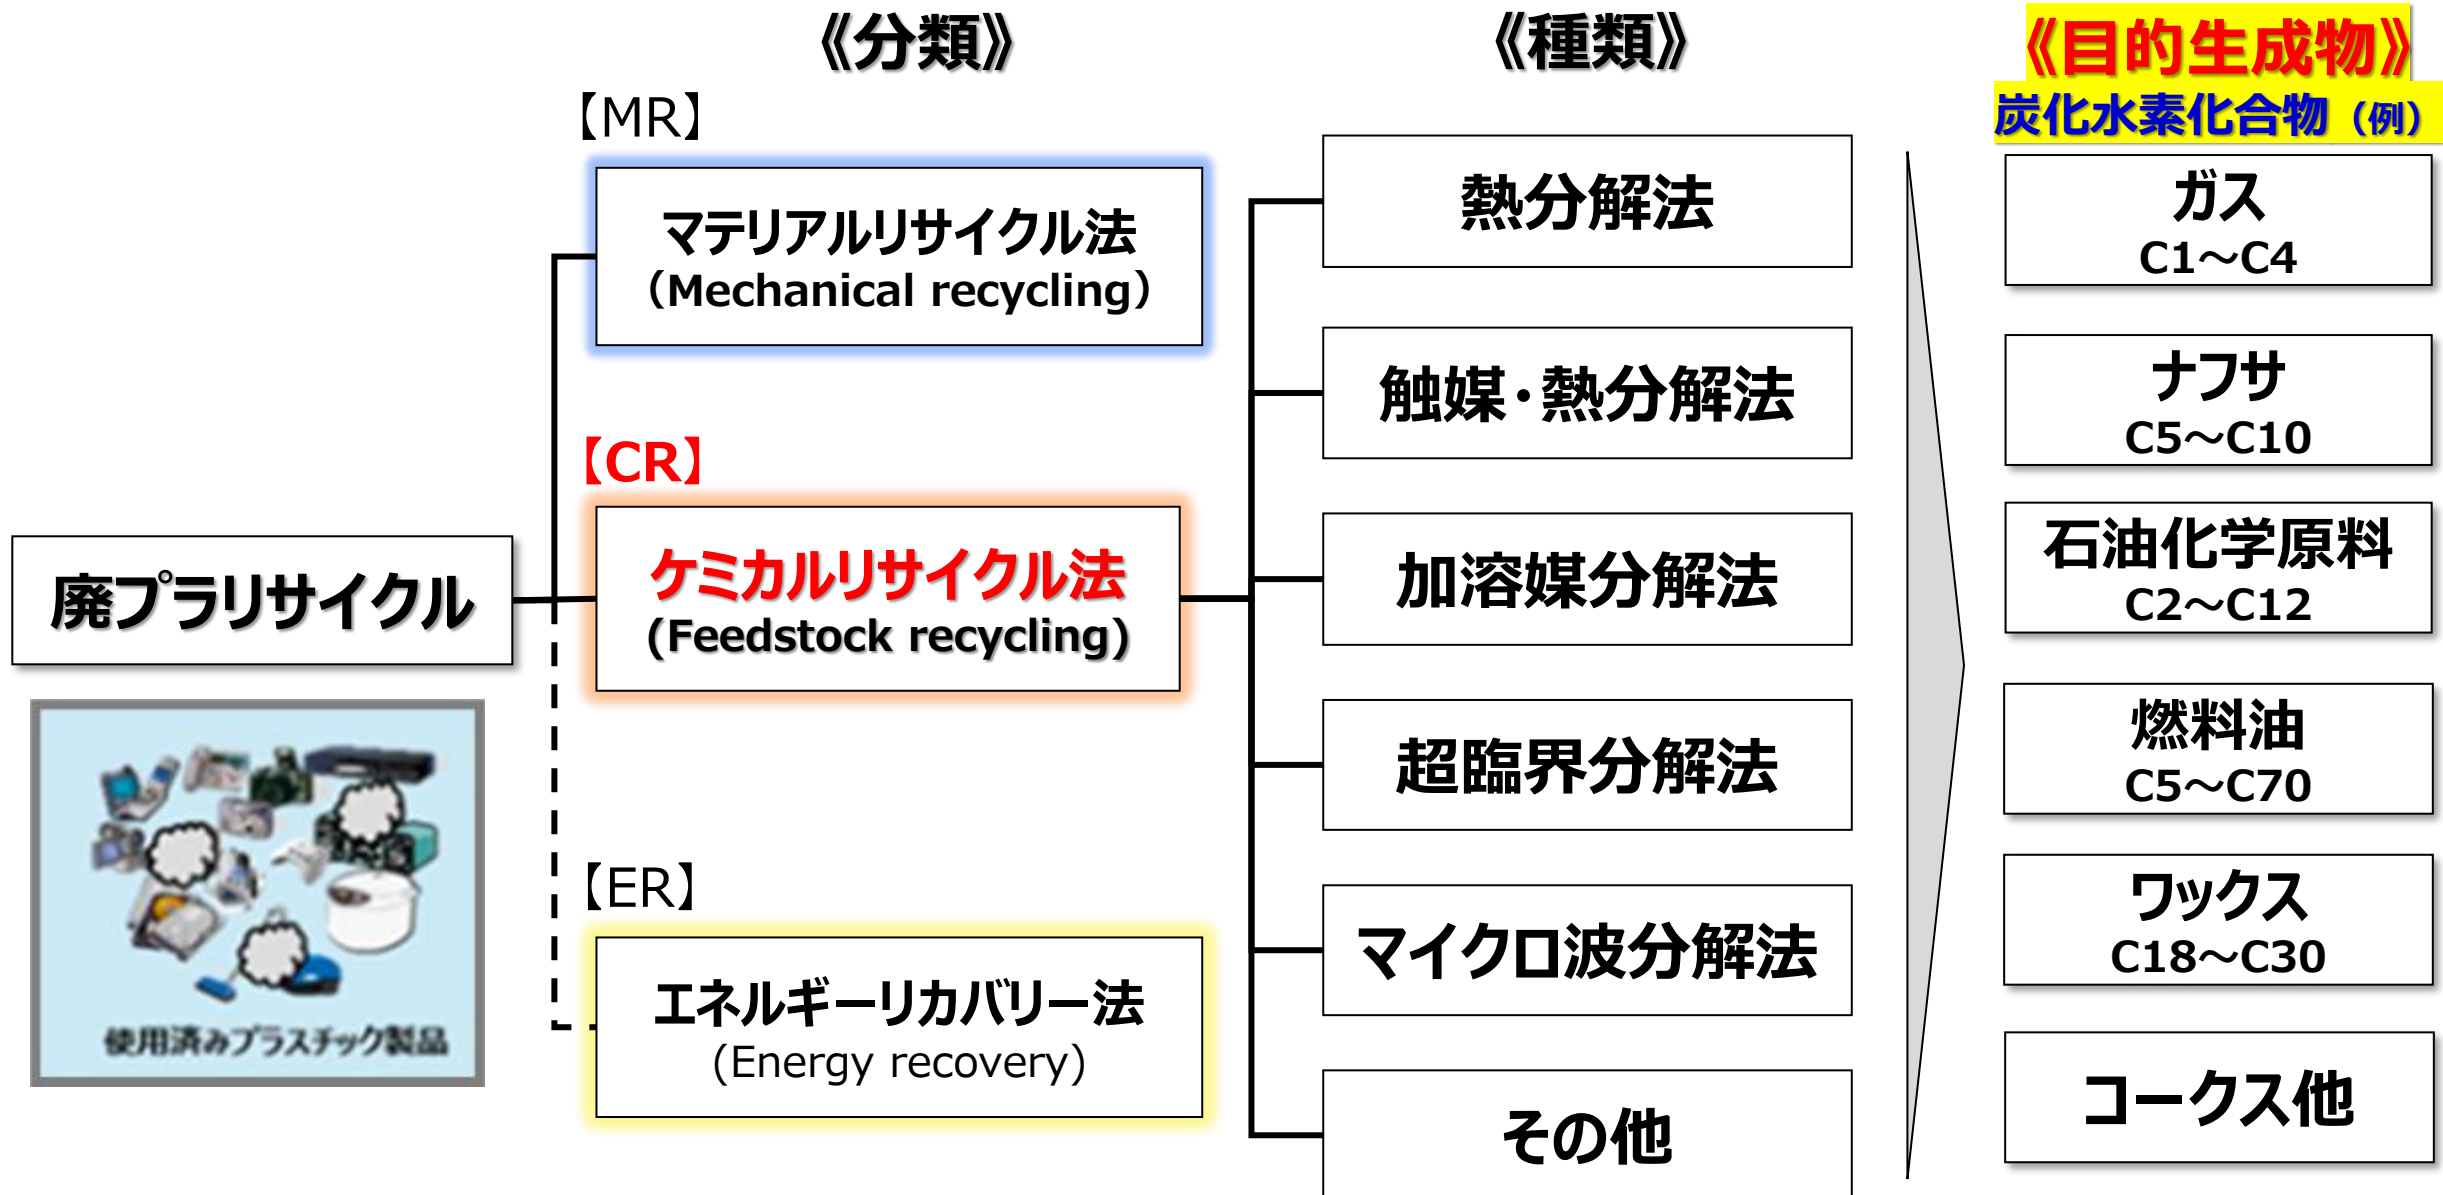 《分類》
《種類》
《目的生成物》
炭化水素化合物（例）
廃プラリサイクル
使用済みプラスチック製品
【MR】
マテリアルリサイクル法
（Mechanical recycling）
【CR】
ケミカルリサイクル法
(Feedstock recycling)
【ER】
エネルギーリカバリー法
(Energy recovery)
熱分解法
触媒・熱分解法
加溶媒分解法
超臨界分解法
マイクロ波分解法
その他
ガス
C1～C4
ナフサ
C5～C10
石油化学原料
C2～C12
燃料油
C5～C70
ワックス
C18～C30
コークス他